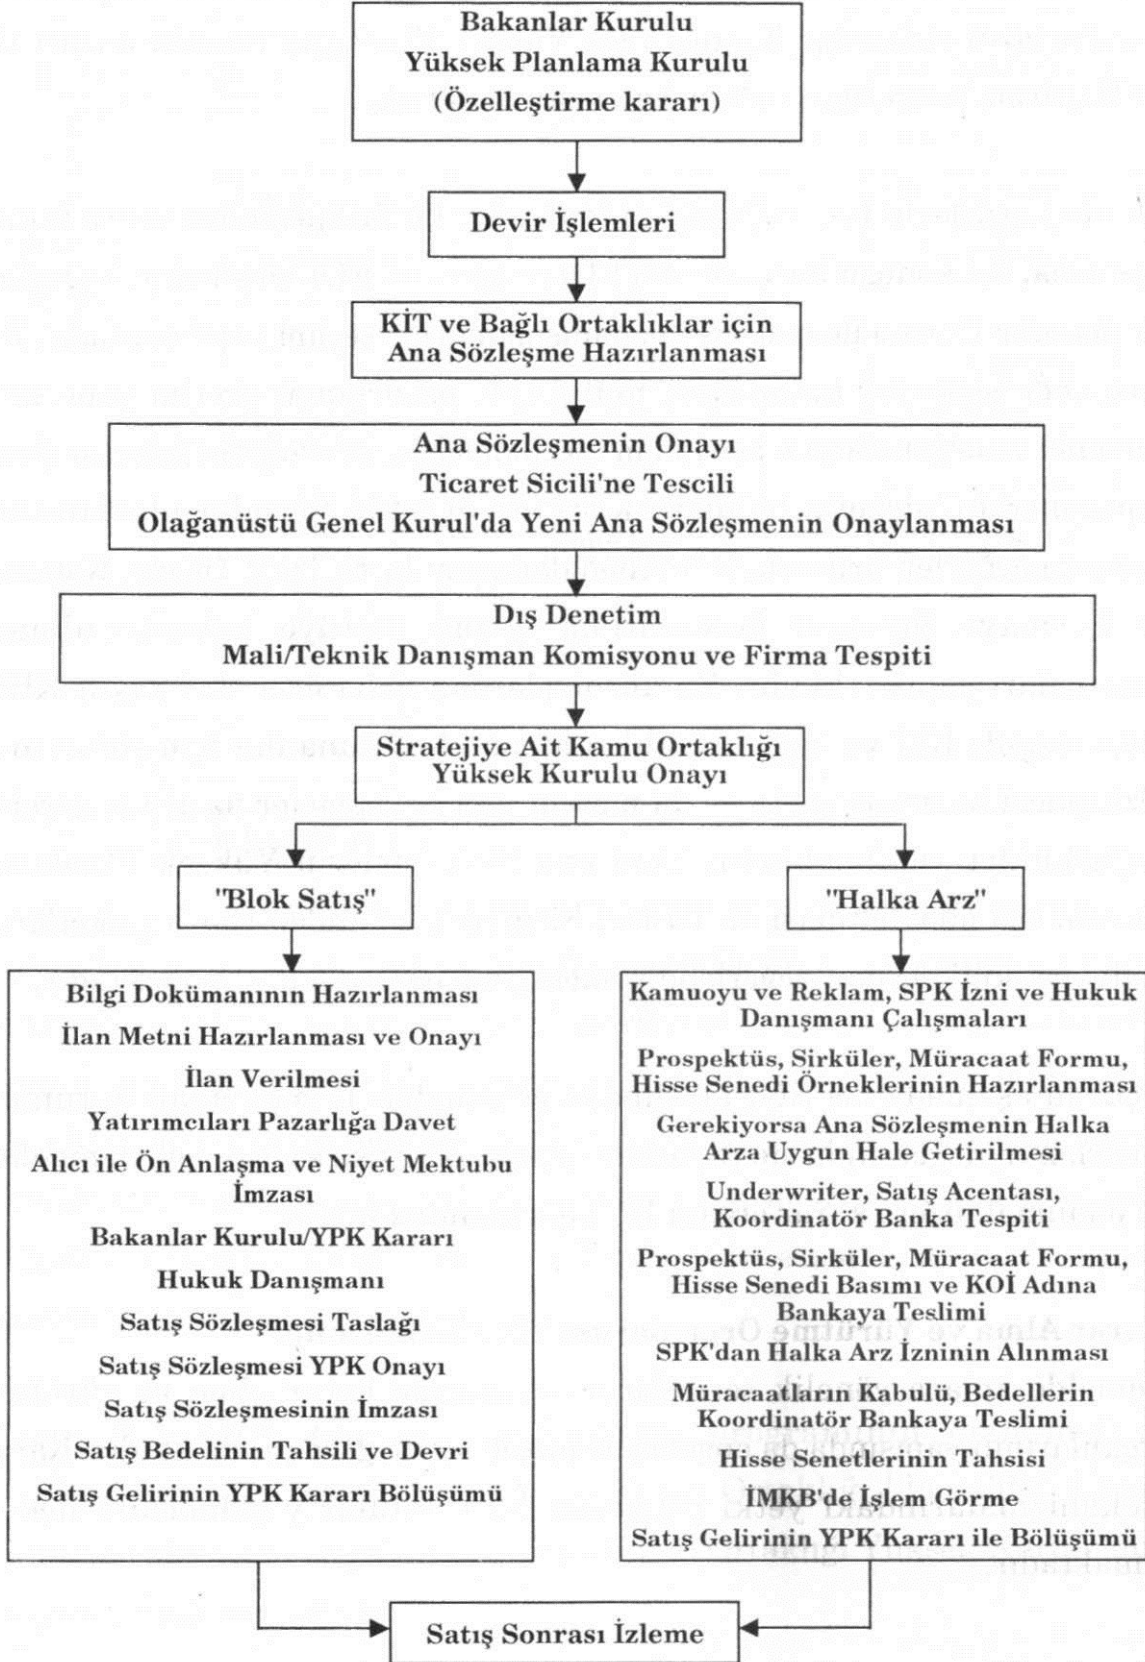 Bakanlar Kurulu
Yüksek Planlama Kurulu
(Özelleştirme kararı)
Devir İşlemleri
KİT ve Bağlı Ortaklıklar için
Ana Sözleşme Hazırlanması
Ana Sözleşmenin Onayı
Ticaret Sicili'ne Tescili
Olağanüstü Genel Kurul'da Yeni Ana Sözleşmenin Onaylanması
Dış Denetim
Mali/Teknik Danışman Komisyonu ve Firma Tespiti
Stratejiye Ait Kamu Ortaklığı
Yüksek Kurulu Onayı
"Blok Satış"
Bilgi Dokümanının Hazırlanması
İlan Metni Hazırlanması ve Onayı
İlan Verilmesi
Yatırımcıları Pazarlığa Davet
Alıcı ile Ön Anlaşma ve Niyet Mektubu
İmzası
Bakanlar Kurulu/YPK Kararı
Hukuk Danışmanı
Satış Sözleşmesi Taslağı
Satış Sözleşmesi YPK Onayı
Satış Sözleşmesinin İmzası
Satış Bedelinin Tahsili ve Devri
Satış Gelirinin YPK Kararı Bölüşümü
"Halka Arz"
Kamuoyu ve Reklam, SPK İzni ve Hukuk
Danışmanı Çalışmaları
Prospektüs, Sirküler, Müracaat Formu,
Hisse Senedi Örneklerinin Hazırlanması
Gerekiyorsa Ana Sözleşmenin Halka
Arza Uygun Hale Getirilmesi
Underwriter, Satış Acentası,
Koordinatör Banka Tespiti
Prospektüs, Sirküler, Müracaat Formu,
Hisse Senedi Basımı ve KOİ Adına
Bankaya Teslimi
SPK'dan Halka Arz İzninin Alınması
Müracaatların Kabulü, Bedellerin
Koordinatör Bankaya Teslimi
Hisse Senetlerinin Tahsisi
İMKB'de İşlem Görme
Satış Gelirinin YPK Kararı ile Bölüşümü
Satış Sonrası İzleme